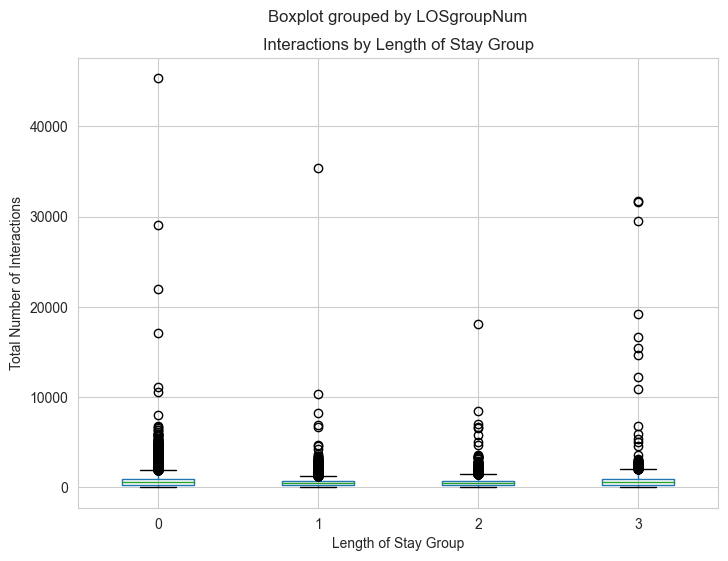 Boxplot grouped by LOSgroupNum
Interactions by Length of Stay Group
Total Number of Interactions
40000
30000
20000
10000
0
0 1 2 3
Length of Stay Group